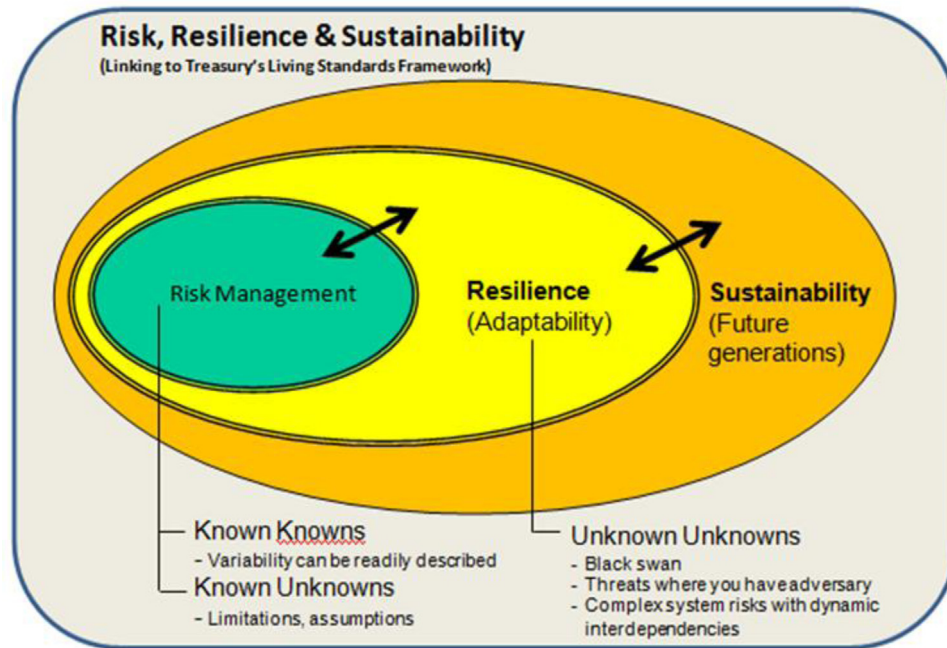 Risk, Resilience & Sustainability
(Linking to Treasury's Living Standards Framework)
Risk Management
Resilience
(Adaptability)
Sustainability
(Future
generations)
Known Knowns
- Variability can be readily described
Known Unknowns
- Limitations, assumptions
Unknown Unknowns
- Black swan
- Threats where you have adversary
- Complex system risks with dynamic
interdependencies